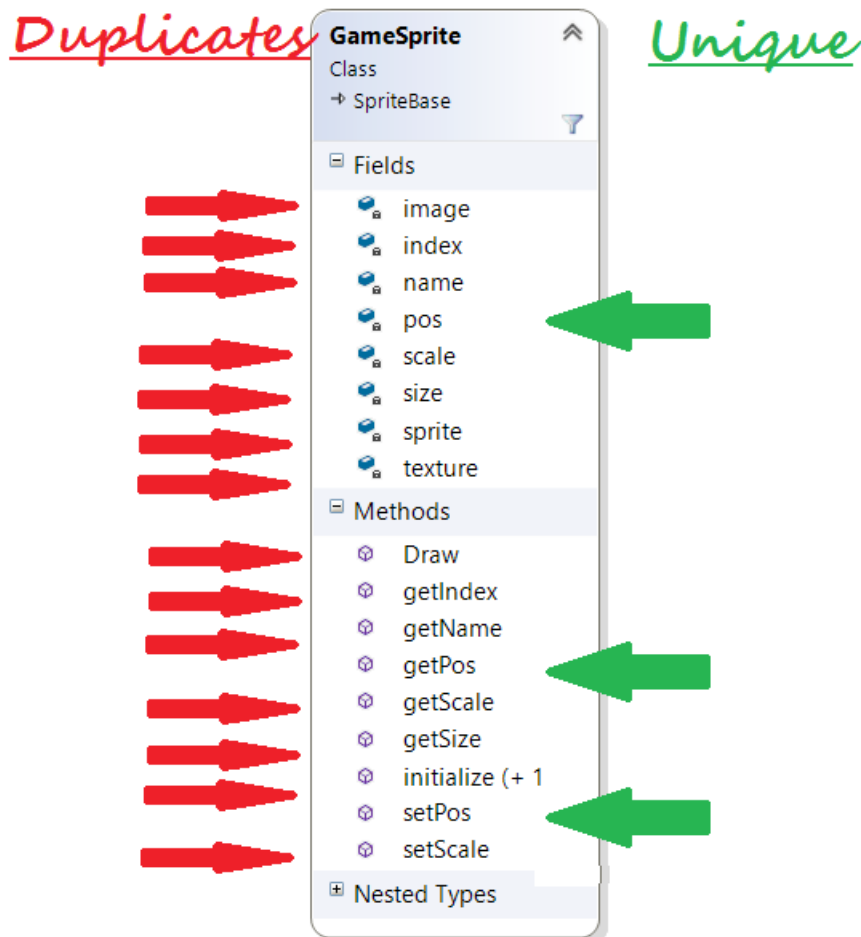 Duplicates
Unique
GameSprite
Class
SpriteBase
Fields
image
index
name
pos
scale
size
sprite
texture
Methods
Draw
getIndex
getName
getPos
getScale
getSize
initialize (+ 1
setPos
setScale
Nested Types